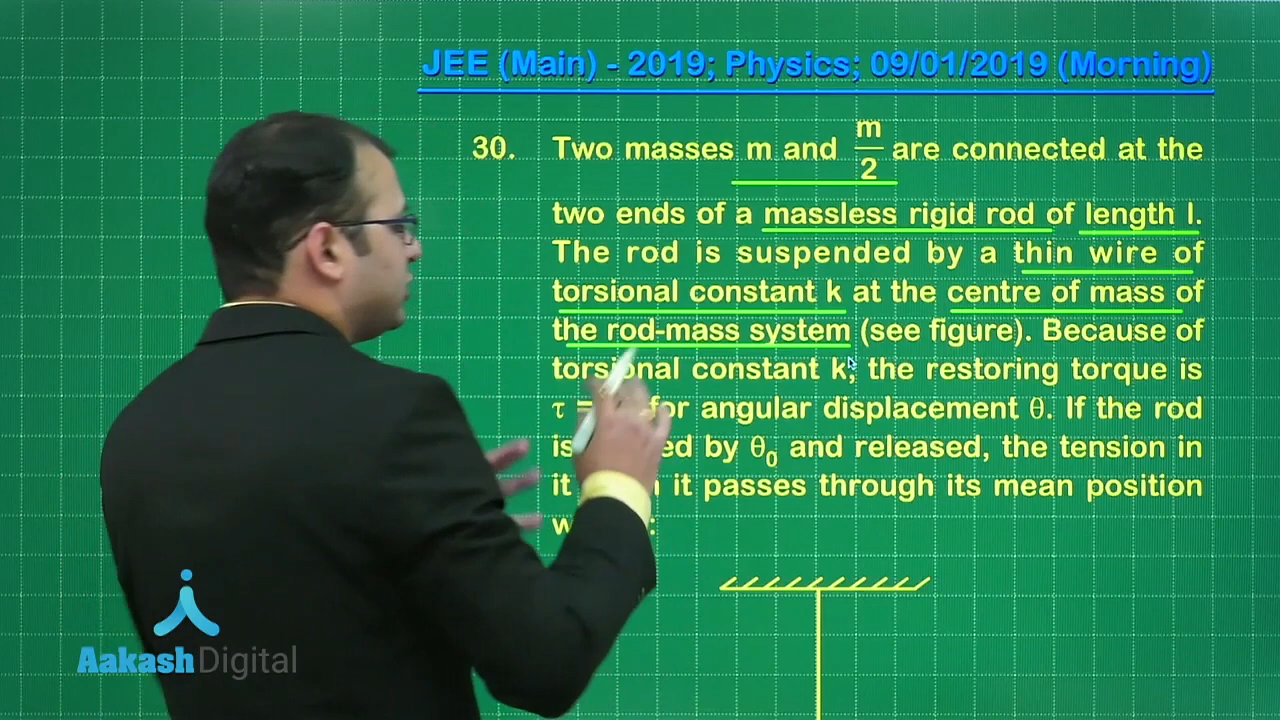 JEE (Main) - 2019; Physics; 09/01/2019 (Morning)
30. Two masses m and m/2 are connected at the
two ends of a massless rigid rod of length l.
The rod is suspended by a thin wire of
torsional constant k at the centre of mass of
the rod-mass system (see figure). Because of
torsional constant k, the restoring torque is
τ = for angular displacement θ. If the rod
is by θ₀ and released, the tension in
it it passes through its mean position
:
Aakash Digital